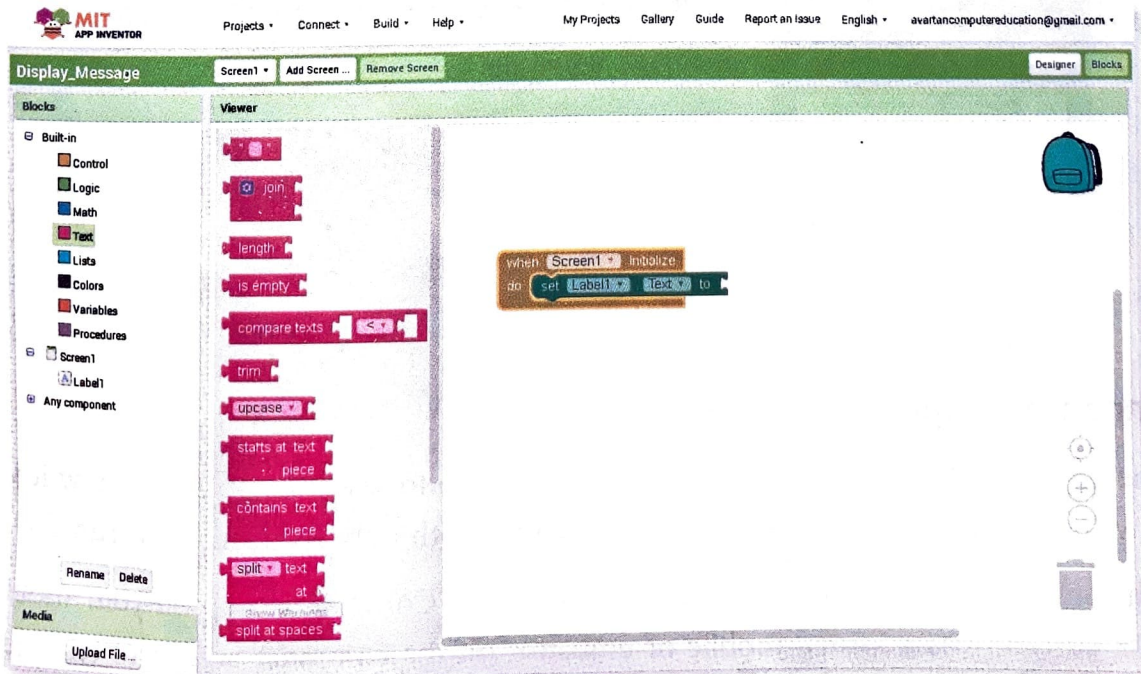 MIT
APP INVENTOR
Projects Connect Build Help My Projects Gallery Guide Report an Issue English avartancomputereducation@gmail.com
Display_Message Screen1 Add Screen ... Remove Screen Designer Blocks
Blocks Viewer
Built-in
Control
Logic
Math
Text
Lists
Colors
Variables
Procedures
Screen1
Label1
Any component
Rename Delete
Media
Upload File ...
" "
join
length
is empty
compare texts <
trim
upcase
starts at text
piece
contains text
piece
split text
at
Show Warnings
split at spaces
when Screen1 Initialize
do set Label1 Text to